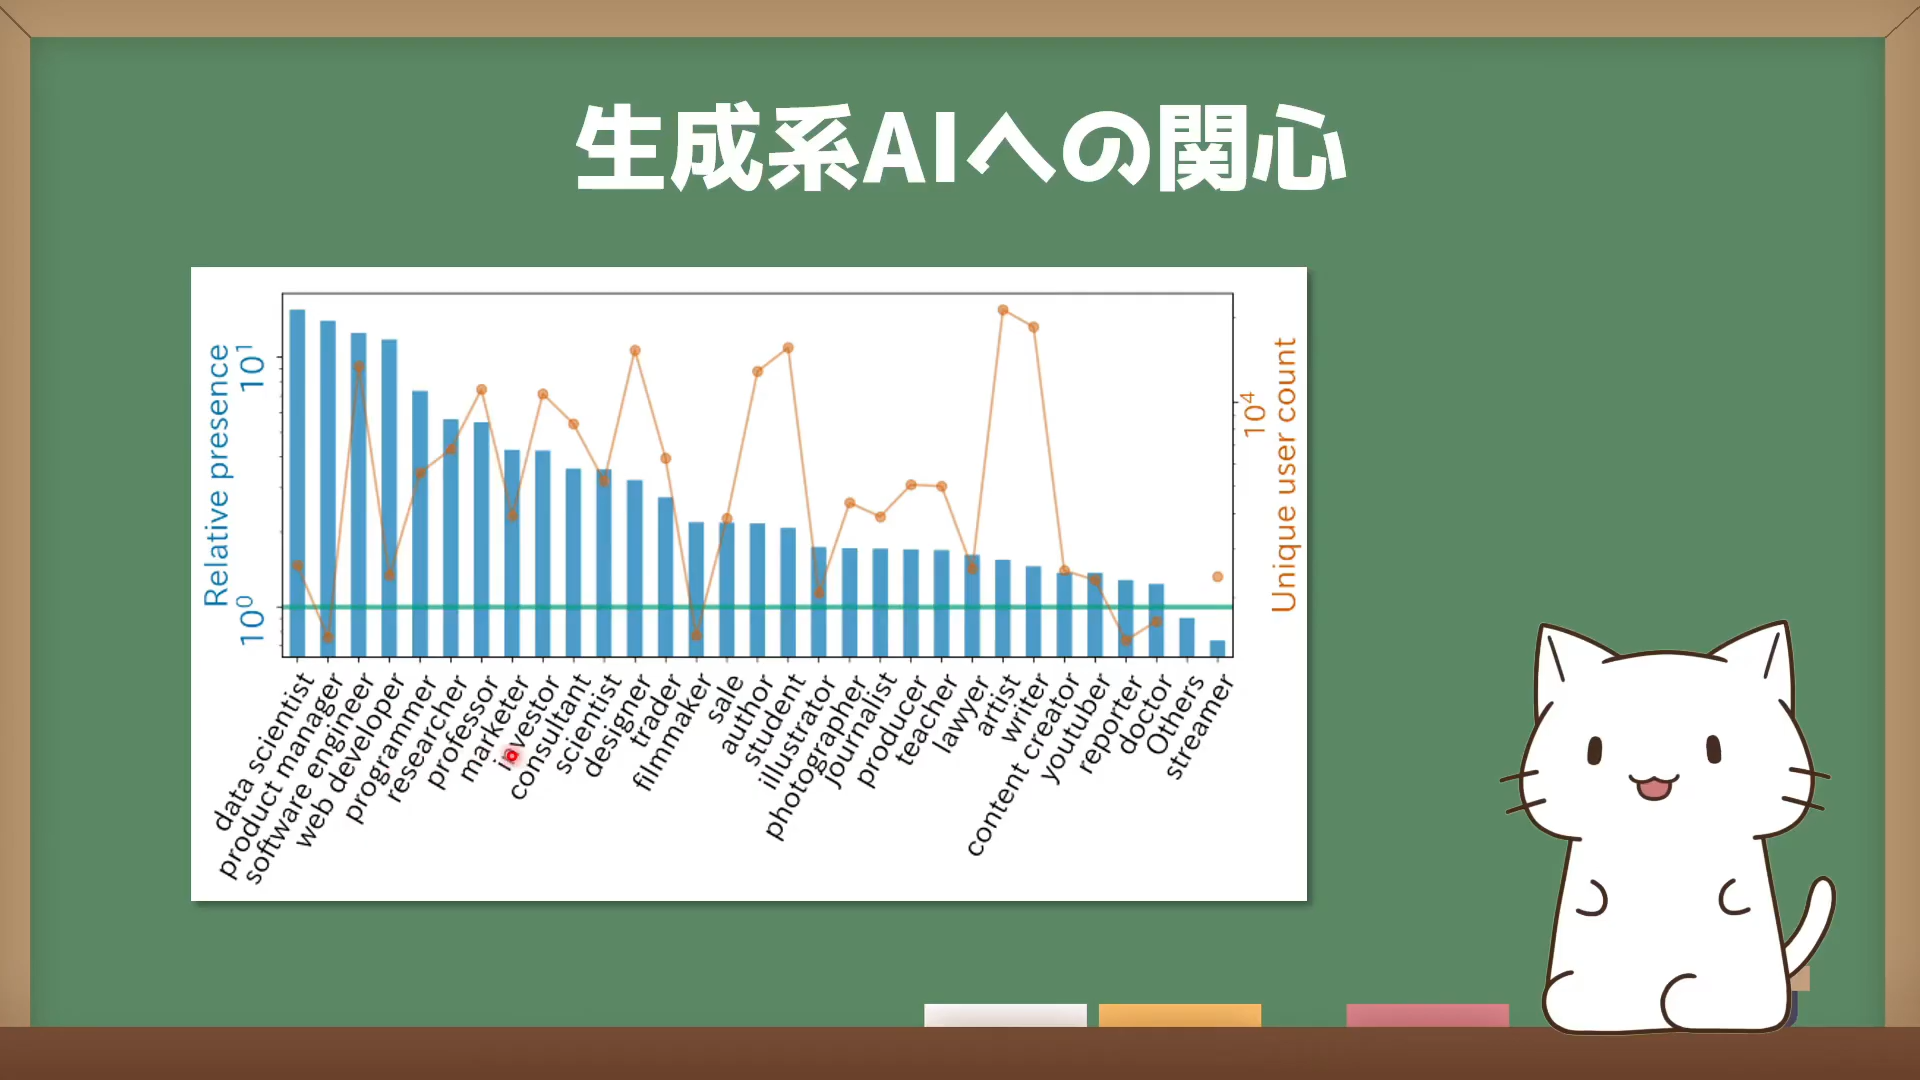 生成系AIへの関心
Relative presence
10¹
10⁰
10⁴
Unique user count
data scientist
product manager
software engineer
web developer
programmer
researcher
professor
marketer
investor
consultant
scientist
designer
trader
filmmaker
sale
author
student
illustrator
photographer
journalist
producer
teacher
lawyer
artist
writer
content creator
youtuber
reporter
doctor
Others
streamer